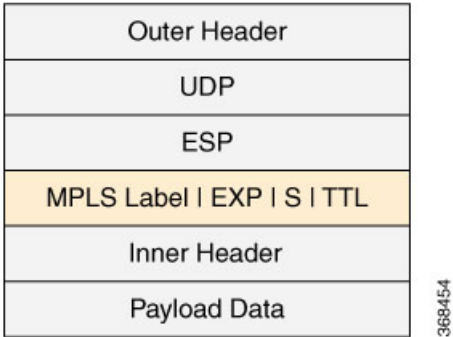 Outer Header
UDP
ESP
MPLS Label | EXP | S | TTL
Inner Header
Payload Data
368454